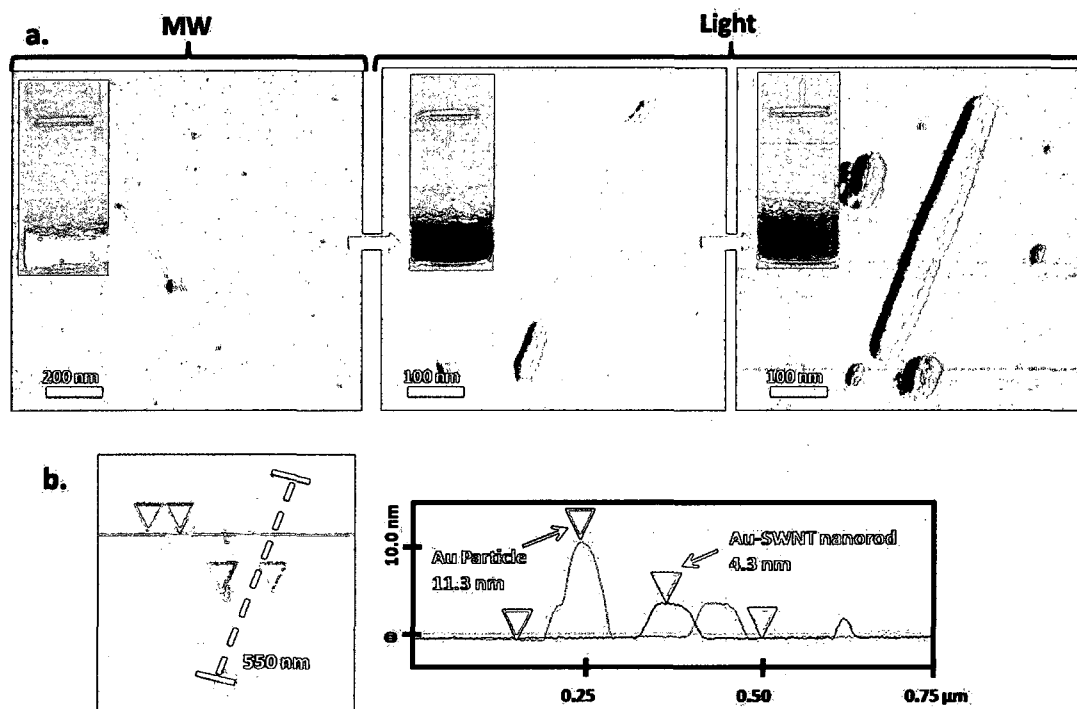 a.
MW
Light
200 nm
100 nm
100 nm
b.
550 nm
10.0 nm
0
Au Particle
11.3 nm
Au-SWNT nanorod
4.3 nm
0.25
0.50
0.75 µm